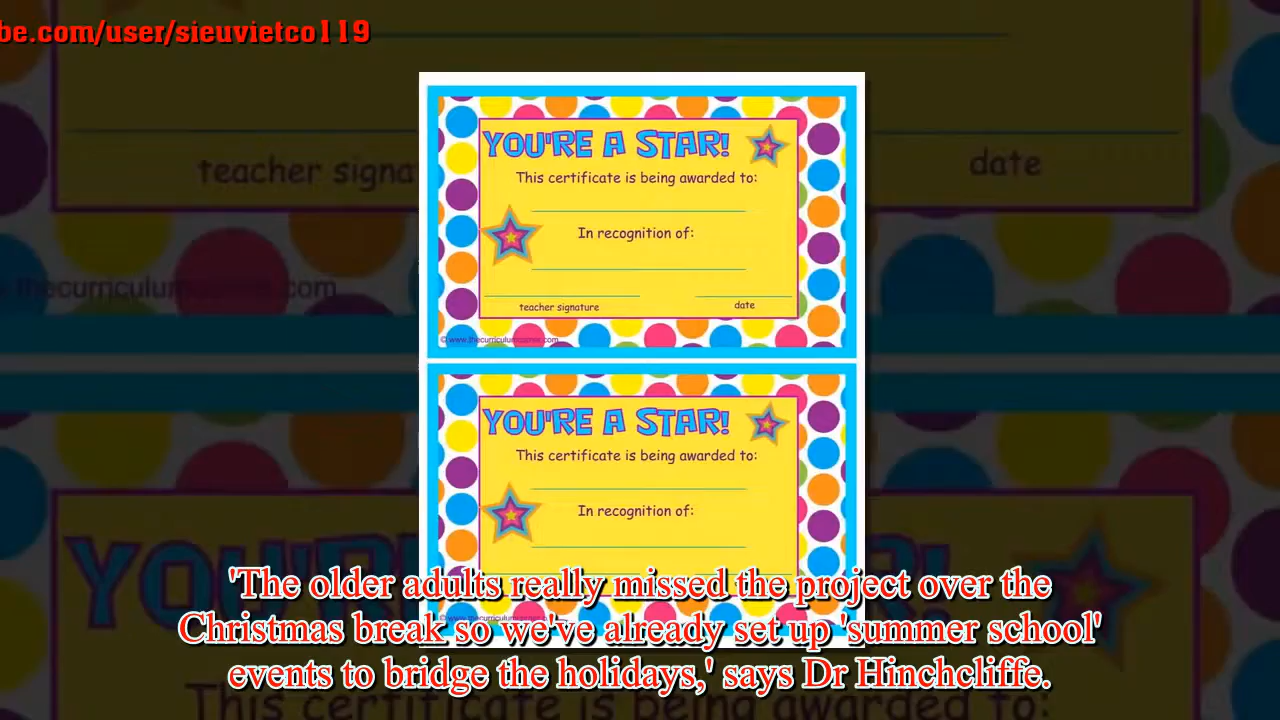 be.com/user/sieuvietco119
teacher signa
date
YOU'RE A STAR!
This certificate is being awarded to:
In recognition of:
teacher signature
date
YOU'RE A STAR!
This certificate is being awarded to:
In recognition of:
'The older adults really missed the project over the
Christmas break so we've already set up 'summer school'
events to bridge the holidays,' says Dr Hinchcliffe.
This certificate is being awarded to: